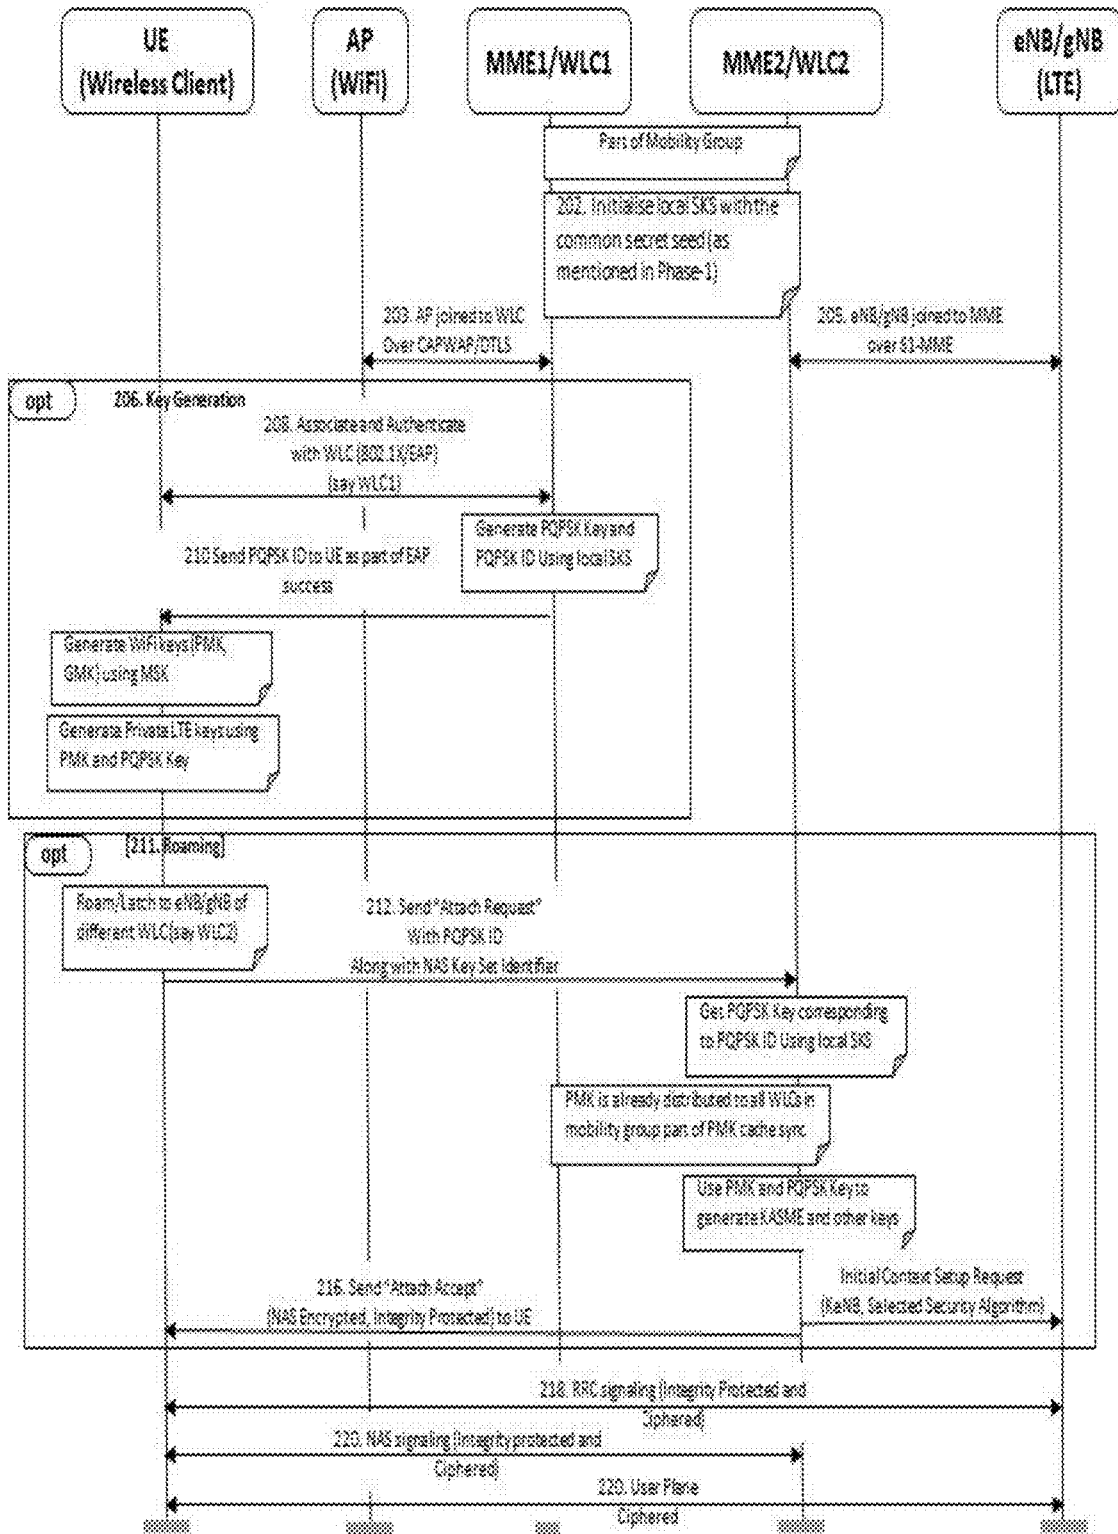 UE
(Wireless Client)
AP
(WiFi)
MME1/WLC1
MME2/WLC2
eNB/gNB
(LTE)
Part of Mobility Group
202. Initialise local SKS with the
common secret seed (as
mentioned in Phase-1)
203. AP joined to WLC
Over CAPWAP/DTLS
205. eNB/gNB joined to MME
over S1-MME
opt
206. Key Generation
208. Associate and Authenticate
with WLC (802.1X/EAP)
(say WLC1)
Generate PQPSK Key and
PQPSK ID Using local SKS
210 Send PQPSK ID to UE as part of EAP
success
Generate WiFi keys (PMK,
GMK) using MSK
Generate Private LTE keys using
PMK and PQPSK Key
opt
[211. Roaming]
Roam/Latch to eNB/gNB of
different WLC (say WLC2)
212. Send "Attach Request"
With PQPSK ID
Along with NAS Key Set Identifier
Get PQPSK Key corresponding
to PQPSK ID Using local SKS
PMK is already distributed to all WLCs in
mobility group part of PMK cache sync
Use PMK and PQPSK Key to
generate KASME and other keys
216. Send "Attach Accept"
(NAS Encrypted, Integrity Protected) to UE
Initial Context Setup Request
(KeNB, Selected Security Algorithm)
218. RRC signaling (Integrity Protected and
Ciphered)
220. NAS signaling (Integrity protected and
Ciphered)
220. User Plane
Ciphered